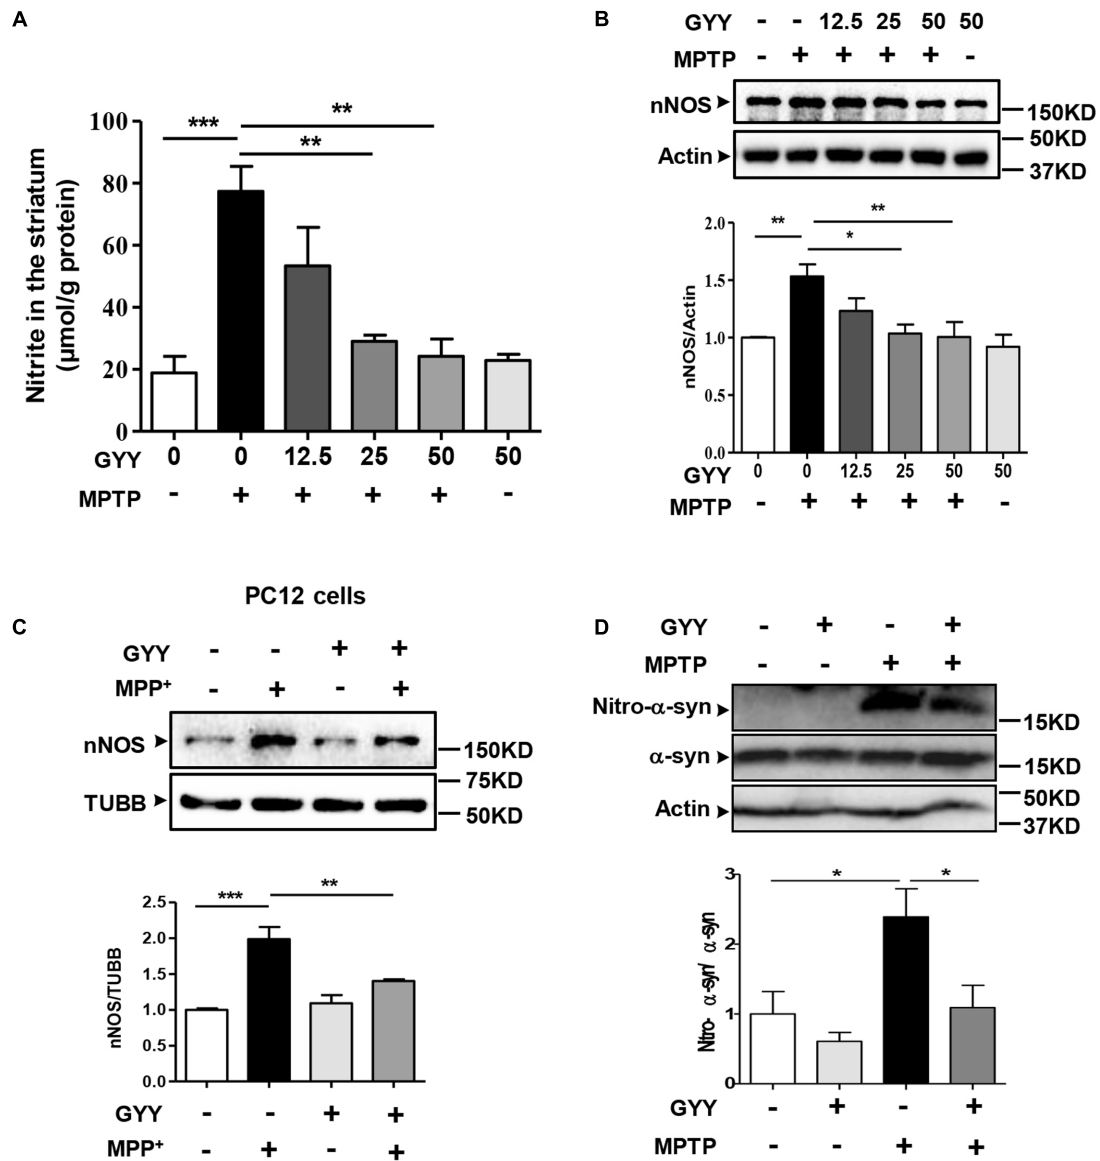 A
Nitrite in the striatum
(µmol/g protein)
100
80
60
40
20
0
***
**
**
GYY 0 0 12.5 25 50 50
MPTP - + + + + -
B
GYY - - 12.5 25 50 50
MPTP - + + + + -
nNOS 150KD
50KD
Actin 37KD
nNOS/Actin
2.0
1.5
1.0
0.5
0.0
**
**
*
GYY 0 0 12.5 25 50 50
MPTP - + + + + -
PC12 cells
C
GYY - - + +
MPP+ - + - +
nNOS 150KD
75KD
TUBB 50KD
nNOS/TUBB
2.5
2.0
1.5
1.0
0.5
0.0
***
**
GYY - - + +
MPP+ - + - +
D
GYY - + - +
MPTP - - + +
Nitro-α-syn 15KD
α-syn 15KD
50KD
Actin 37KD
Nitro- α-syn/ α-syn
3
2
1
0
*
*
GYY - + - +
MPTP - - + +